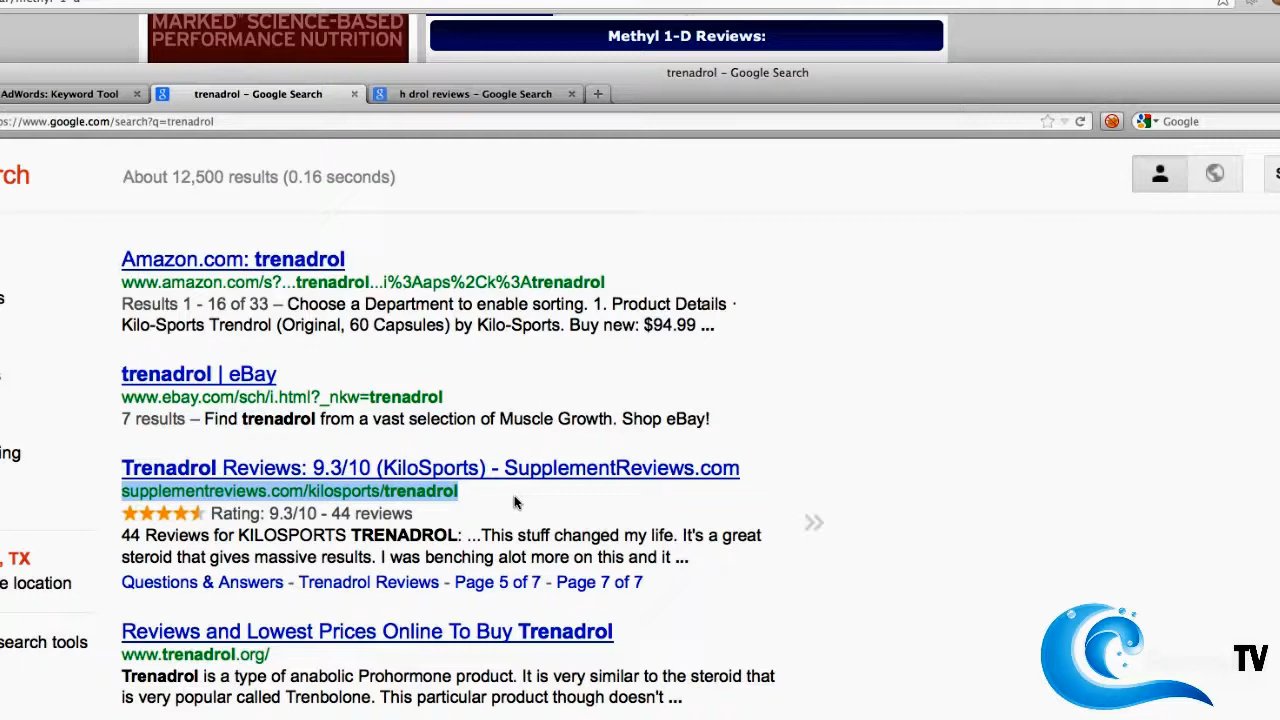 MARKED™ SCIENCE-BASED
PERFORMANCE NUTRITION
Methyl 1-D Reviews:
trenadrol – Google Search
AdWords: Keyword Tool
trenadrol – Google Search
h drol reviews – Google Search
ps://www.google.com/search?q=trenadrol
Google
rch
About 12,500 results (0.16 seconds)
Amazon.com: trenadrol
www.amazon.com/s?...trenadrol...i%3Aaps%2Ck%3Atrenadrol
Results 1 - 16 of 33 – Choose a Department to enable sorting. 1. Product Details ·
Kilo-Sports Trendrol (Original, 60 Capsules) by Kilo-Sports. Buy new: $94.99 ...
trenadrol | eBay
www.ebay.com/sch/i.html?_nkw=trenadrol
7 results – Find trenadrol from a vast selection of Muscle Growth. Shop eBay!
ing
Trenadrol Reviews: 9.3/10 (KiloSports) - SupplementReviews.com
supplementreviews.com/kilosports/trenadrol
Rating: 9.3/10 - 44 reviews
44 Reviews for KILOSPORTS TRENADROL: ...This stuff changed my life. It's a great
steroid that gives massive results. I was benching alot more on this and it ...
, TX
e location
Questions & Answers - Trenadrol Reviews - Page 5 of 7 - Page 7 of 7
search tools
Reviews and Lowest Prices Online To Buy Trenadrol
www.trenadrol.org/
Trenadrol is a type of anabolic Prohormone product. It is very similar to the steroid that
is very popular called Trenbolone. This particular product though doesn't ...
TV